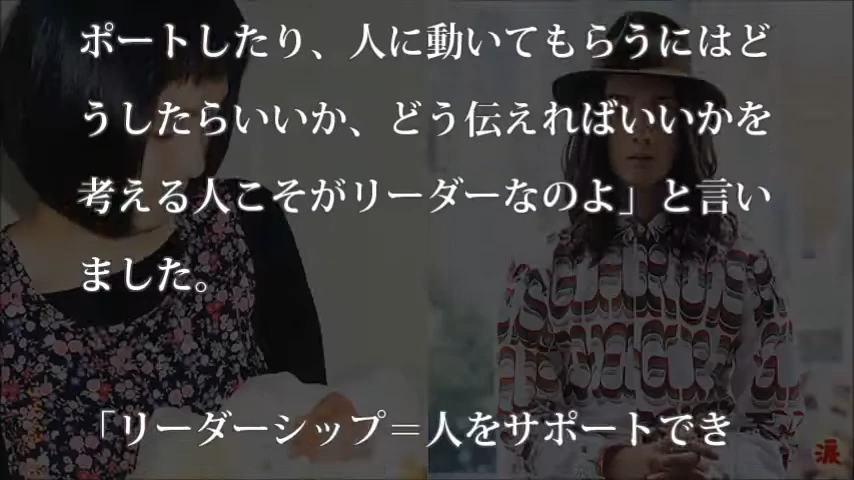 ポートしたり、人に動いてもらうにはど
うしたらいいか、どう伝えればいいかを
考える人こそがリーダーなのよ」と言い
ました。
「リーダーシップ＝人をサポートでき
涙